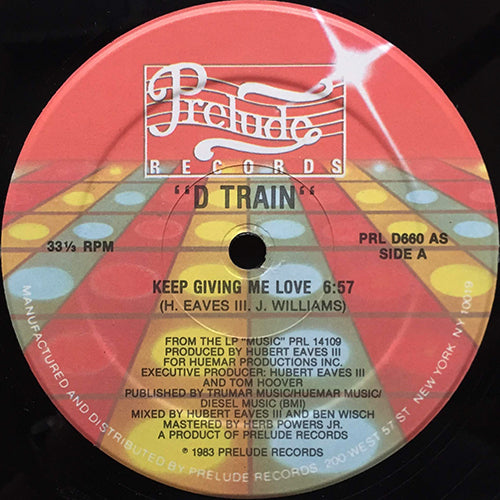 Prelude
RECORDS
"D TRAIN"
33⅓ RPM
PRL D660 AS
SIDE A
KEEP GIVING ME LOVE 6:57
(H. EAVES III. J. WILLIAMS)
FROM THE LP "MUSIC" PRL 14109
PRODUCED BY HUBERT EAVES III
FOR HUEMAR PRODUCTIONS INC.
EXECUTIVE PRODUCER: HUBERT EAVES III
AND TOM HOOVER
PUBLISHED BY TRUMAR MUSIC/HUEMAR MUSIC/
DIESEL MUSIC (BMI)
MIXED BY HUBERT EAVES III AND BEN WISCH
MASTERED BY HERB POWERS JR.
A PRODUCT OF PRELUDE RECORDS
℗ 1983 PRELUDE RECORDS
MANUFACTURED AND DISTRIBUTED BY PRELUDE RECORDS, 200 WEST 57 ST. NEW YORK, NY 10019